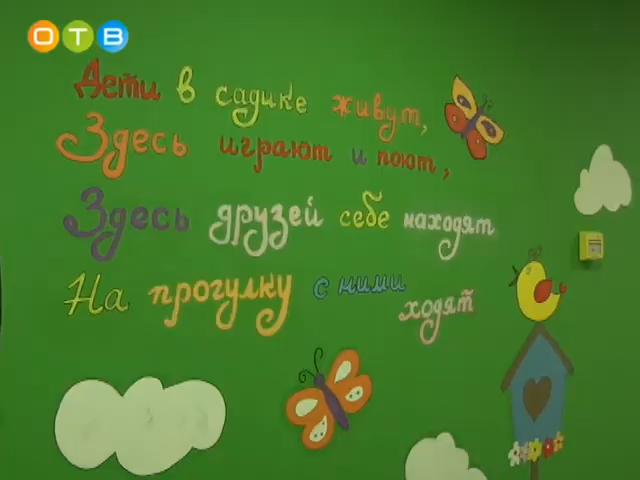 ОТВ
Дети в садике живут,
Здесь играют и поют,
Здесь друзей себе находят
На прогулку с ними
ходят